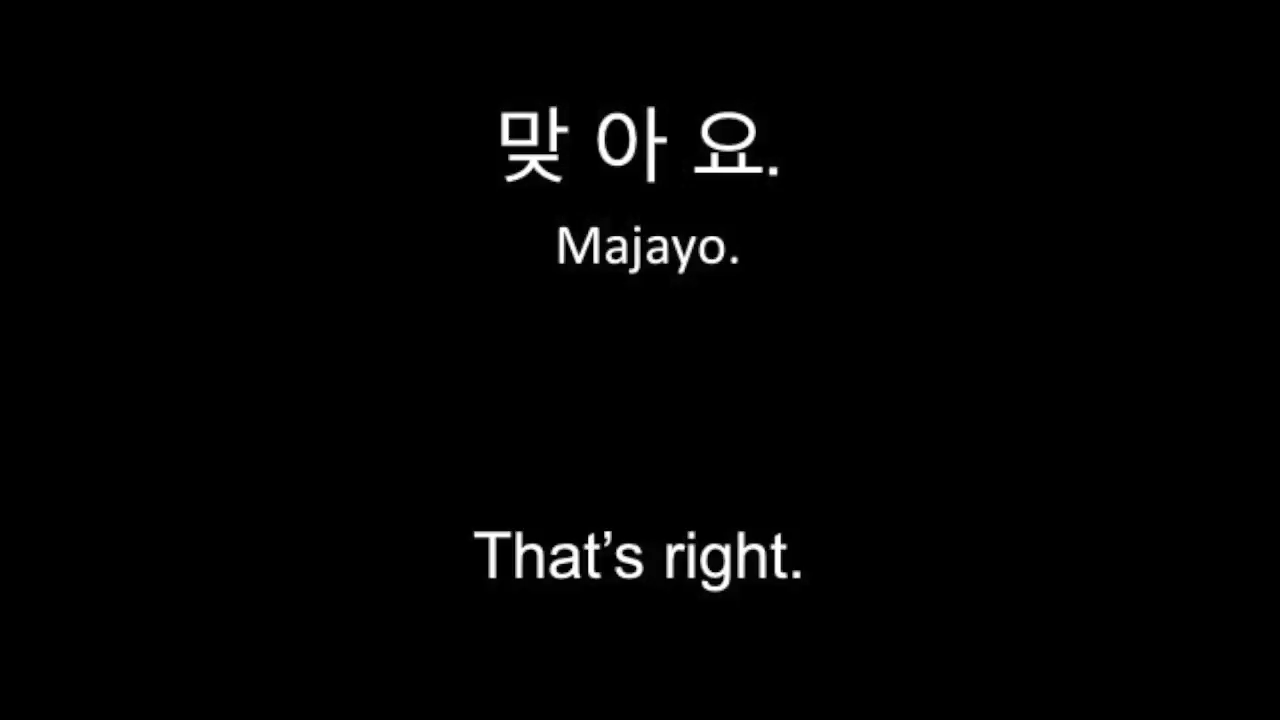 맞 아 요.
Majayo.
That’s right.